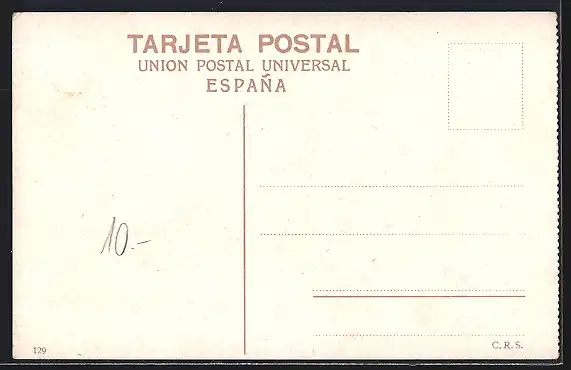 TARJETA POSTAL
UNION POSTAL UNIVERSAL
ESPAÑA
10.-
129
C. R. S.